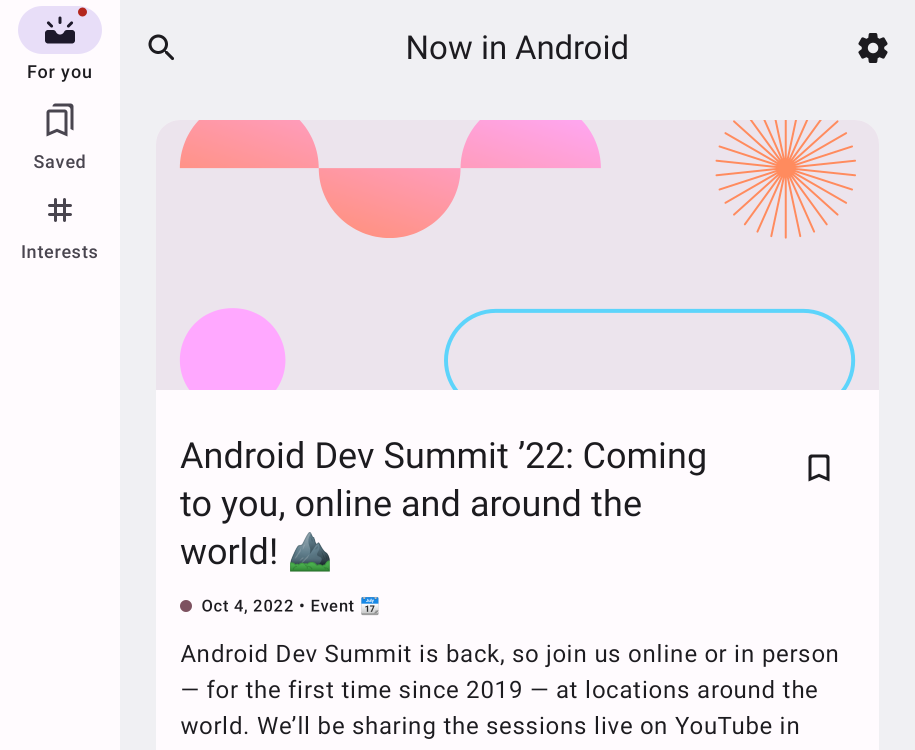 Now in Android
For you
Saved
Interests
Android Dev Summit ’22: Coming
to you, online and around the
world! ⛰️
Oct 4, 2022 • Event 📆
Android Dev Summit is back, so join us online or in person
— for the first time since 2019 — at locations around the
world. We’ll be sharing the sessions live on YouTube in